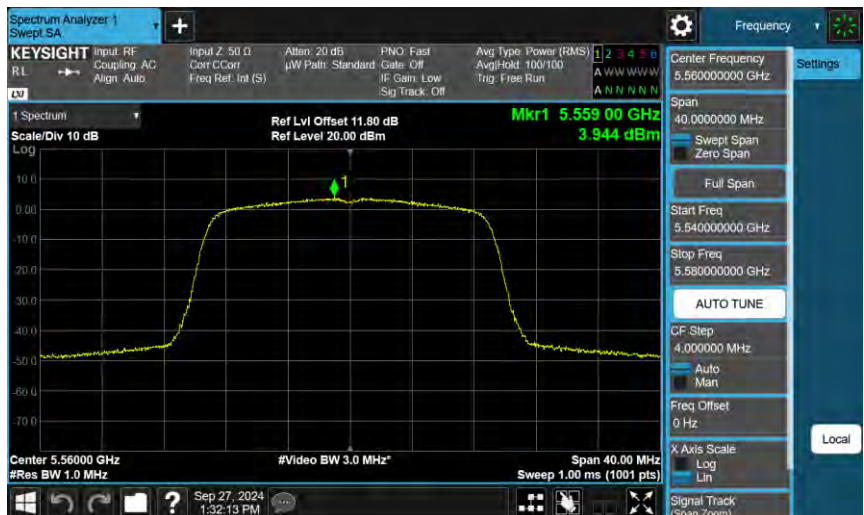 Spectrum Analyzer 1
Swept SA
+
Frequency
KEYSIGHT
RL
LXI
Input: RF
Coupling: AC
Align: Auto
Input Z: 50 Ω
Corr CCorr
Freq Ref: Int (S)
Atten: 20 dB
µW Path: Standard
PNO: Fast
Gate: Off
IF Gain: Low
Sig Track: Off
Avg Type: Power (RMS)
Avg|Hold: 100/100
Trig: Free Run
1 2 3 4 5 6
A W W W W W
A N N N N N
1 Spectrum
Scale/Div 10 dB
Log
Ref Lvl Offset 11.80 dB
Ref Level 20.00 dBm
Mkr1 5.559 00 GHz
3.944 dBm
1
10.0
0.00
-10.0
-20.0
-30.0
-40.0
-50.0
-60.0
-70.0
Center 5.56000 GHz
#Res BW 1.0 MHz
#Video BW 3.0 MHz*
Span 40.00 MHz
Sweep 1.00 ms (1001 pts)
Sep 27, 2024
1:32:13 PM
?
Center Frequency
5.560000000 GHz
Span
40.0000000 MHz
Swept Span
Zero Span
Full Span
Start Freq
5.540000000 GHz
Stop Freq
5.580000000 GHz
AUTO TUNE
CF Step
4.000000 MHz
Auto
Man
Freq Offset
0 Hz
X Axis Scale
Log
Lin
Signal Track
(Span Zoom)
Settings
Local